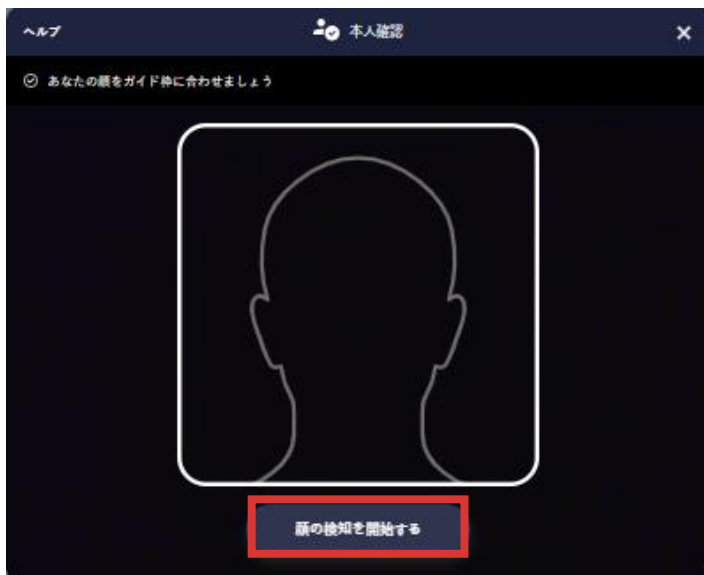 ヘルプ
本人確認
あなたの顔をガイド枠に合わせましょう
顔の検知を開始する